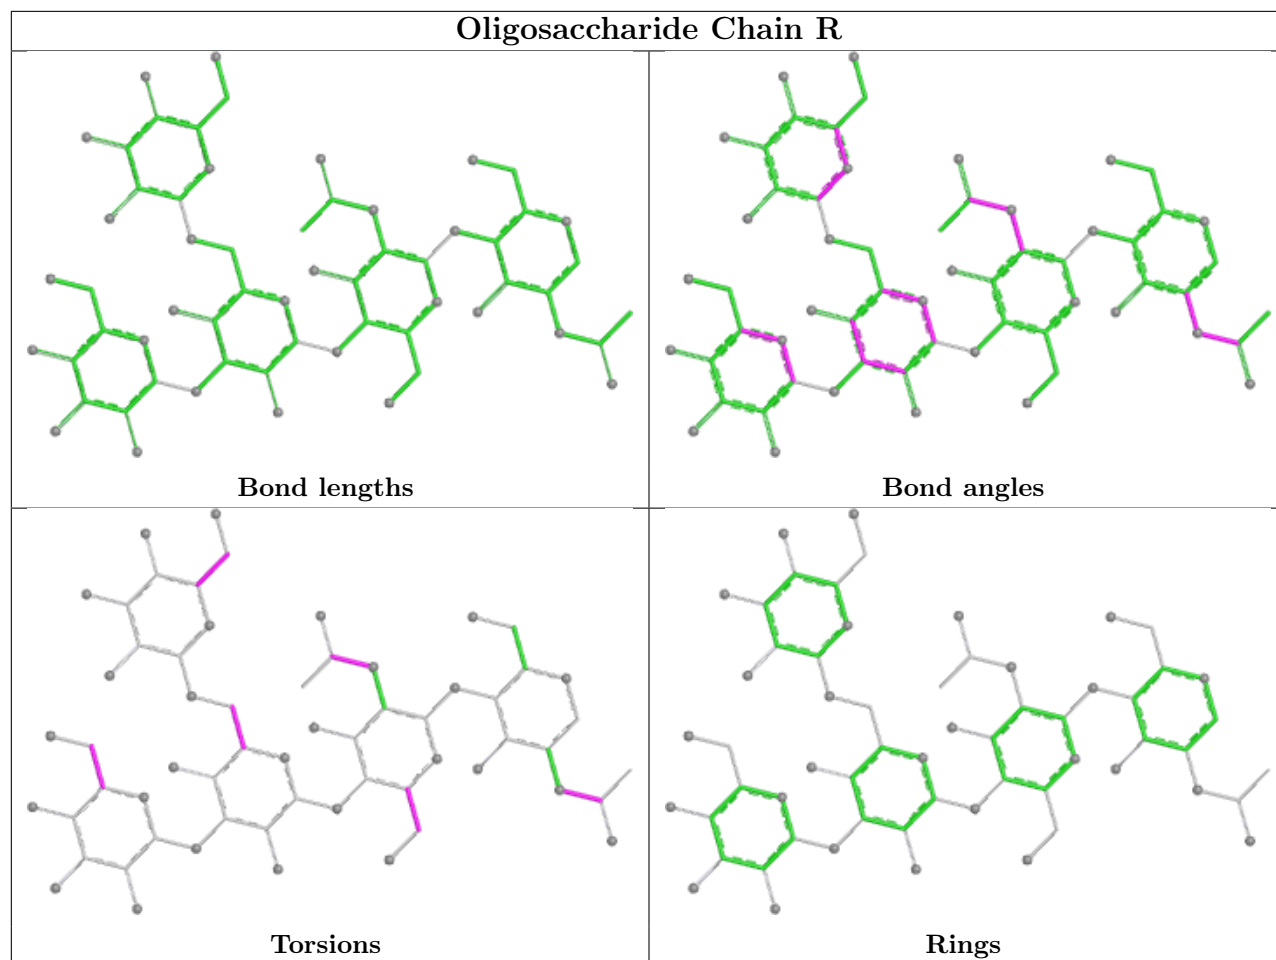 Oligosaccharide Chain R
Bond lengths
Bond angles
Torsions
Rings